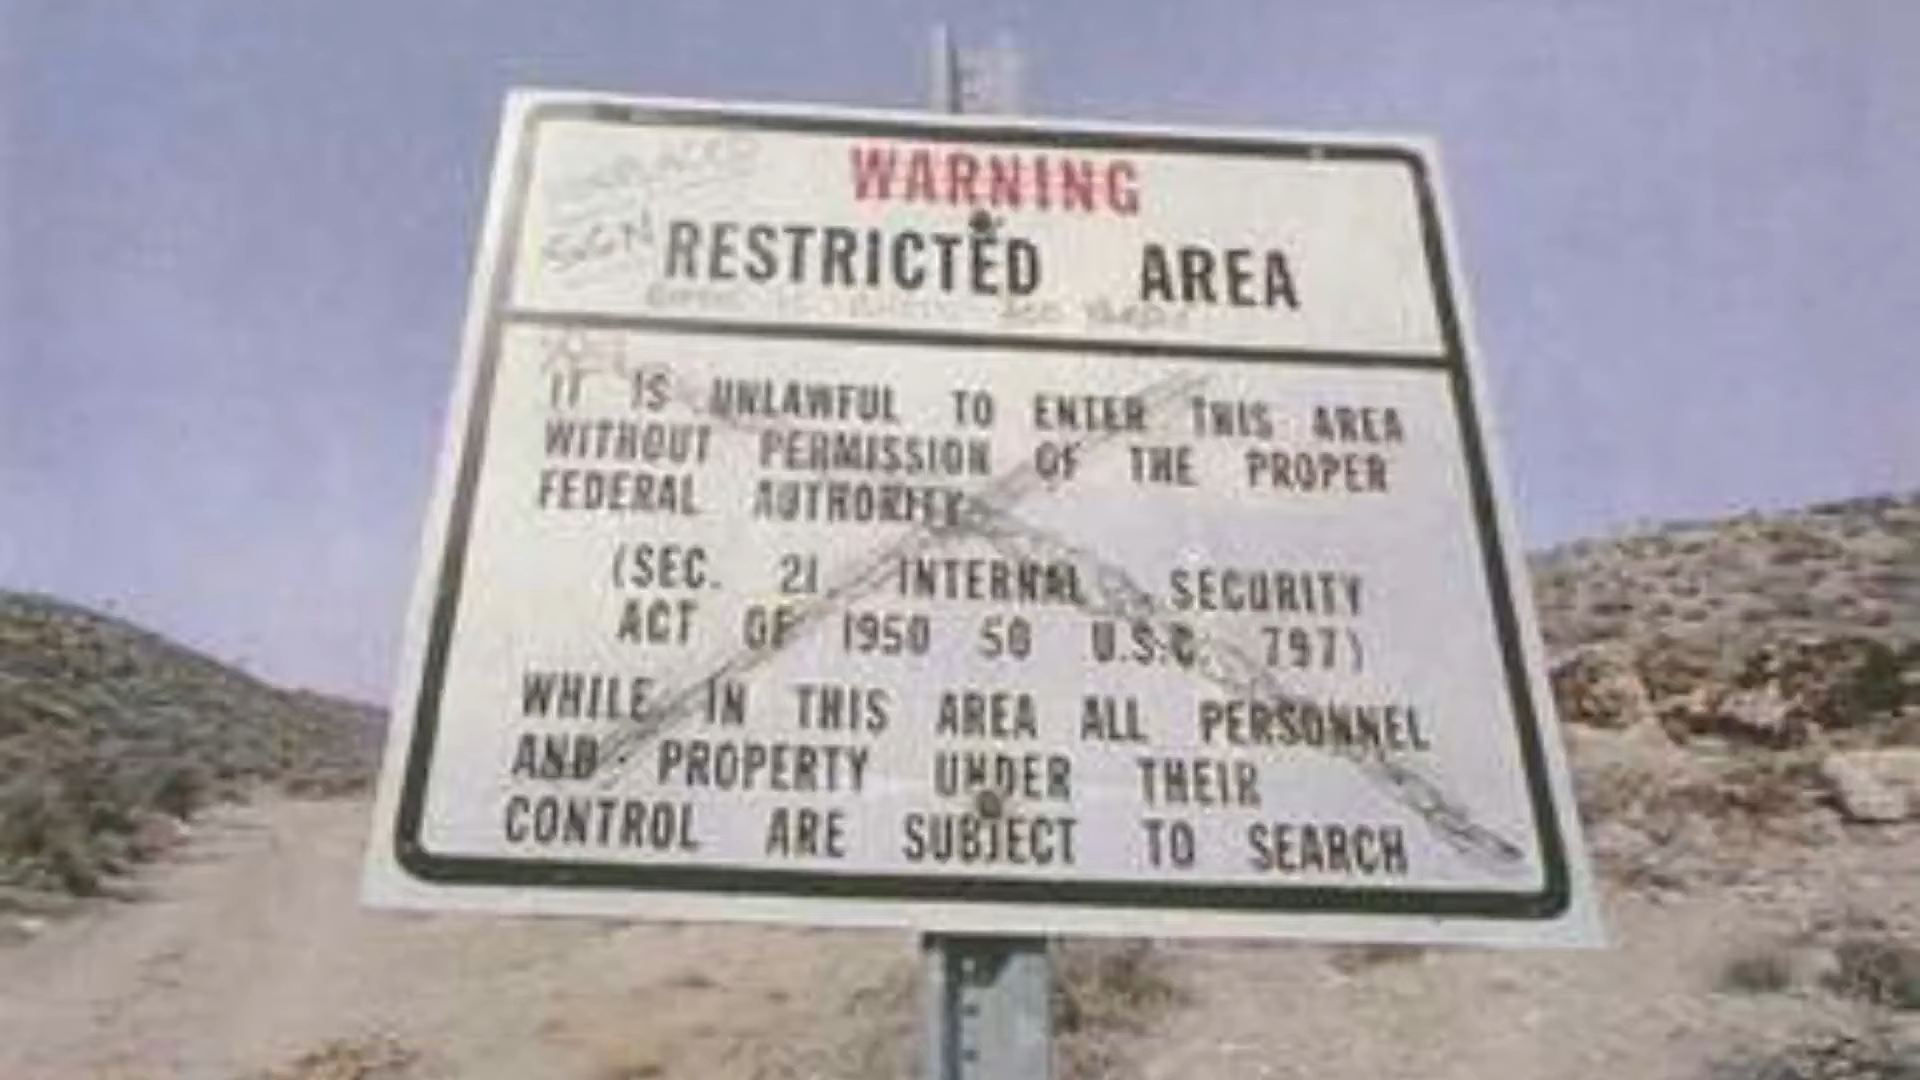 WARNING
SIGN
RESTRICTED AREA
IT IS UNLAWFUL TO ENTER THIS AREA
WITHOUT PERMISSION OF THE PROPER
FEDERAL AUTHORITY
(SEC. 21 INTERNAL SECURITY
ACT OF 1950 50 U.S.C. 797)
WHILE IN THIS AREA ALL PERSONNEL
AND PROPERTY UNDER THEIR
CONTROL ARE SUBJECT TO SEARCH